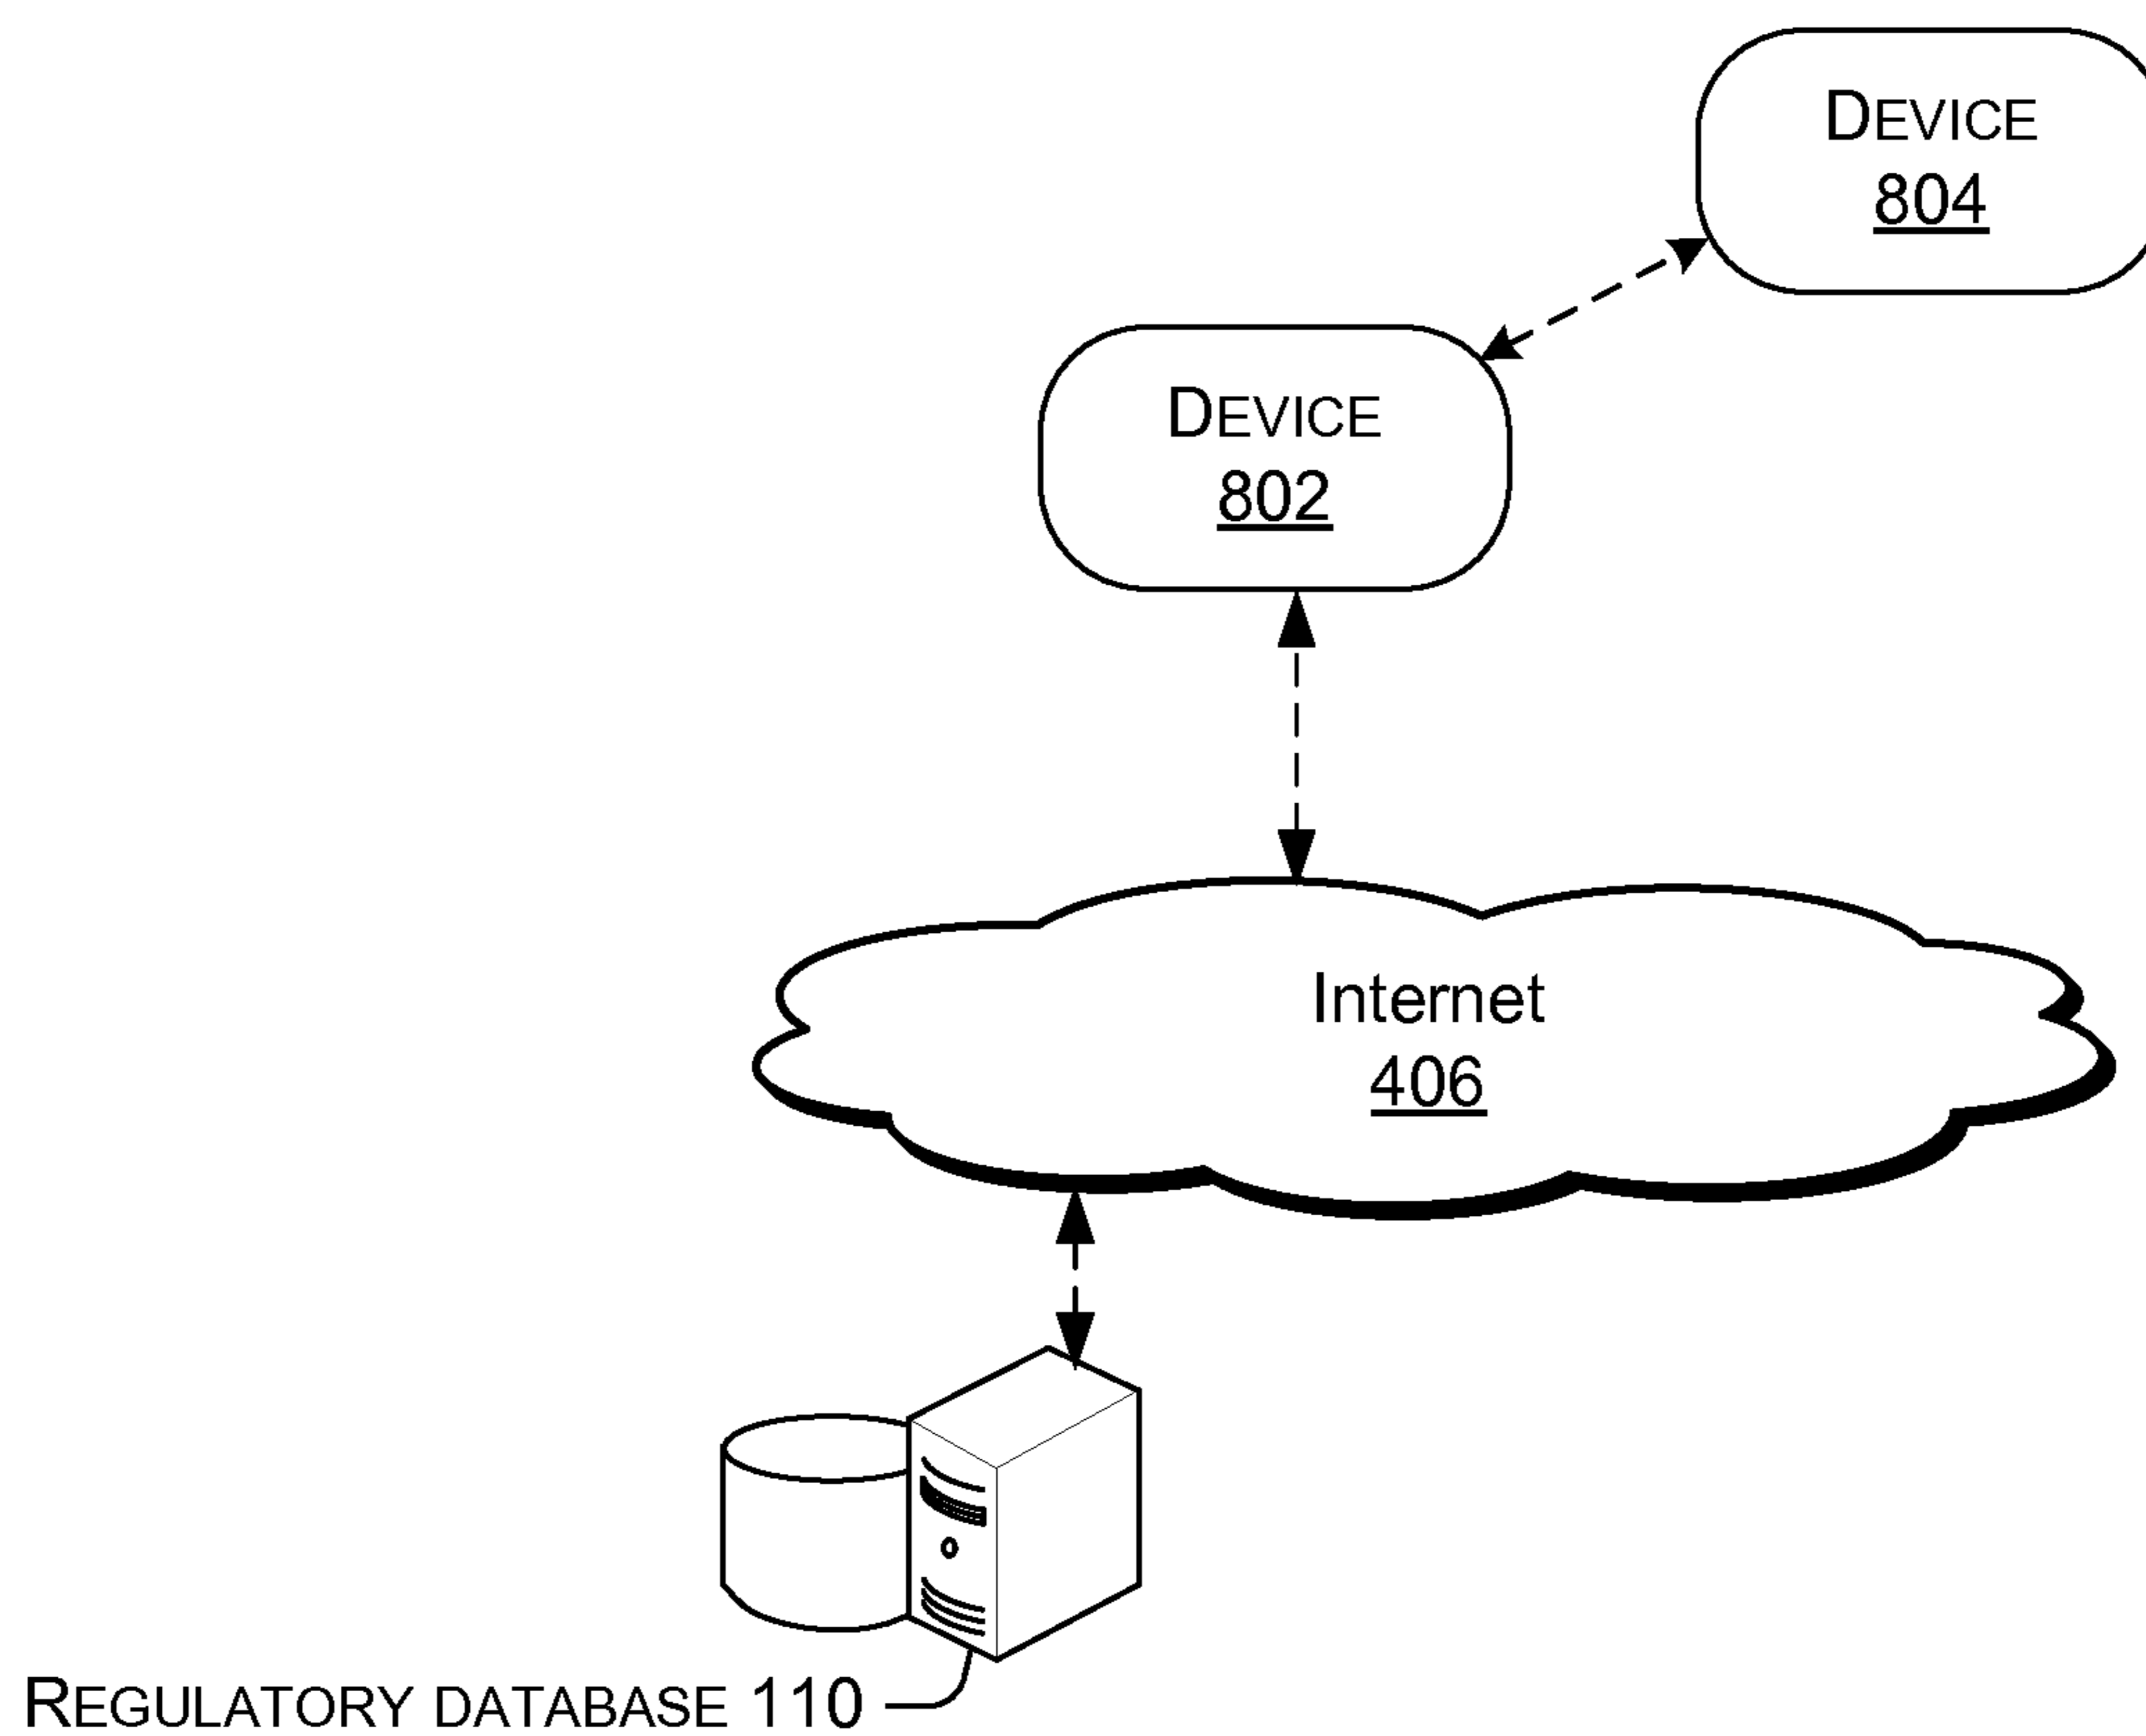 DEVICE
804
DEVICE
802
Internet
406
REGULATORY DATABASE 110